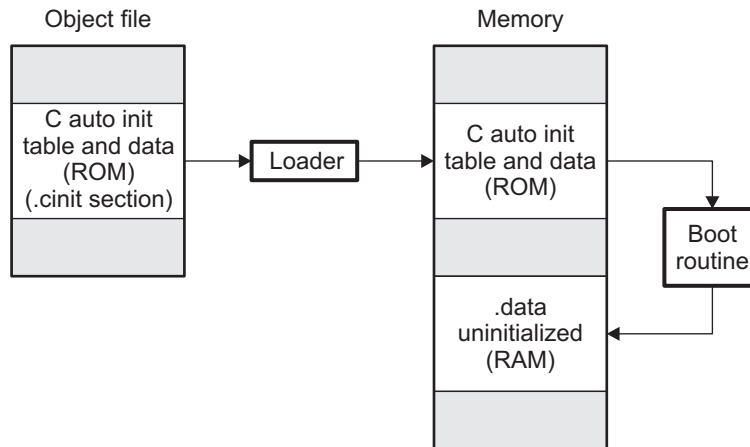 Object file
C auto init
table and data
(ROM)
(.cinit section)
Loader
Memory
C auto init
table and data
(ROM)
.data
uninitialized
(RAM)
Boot
routine